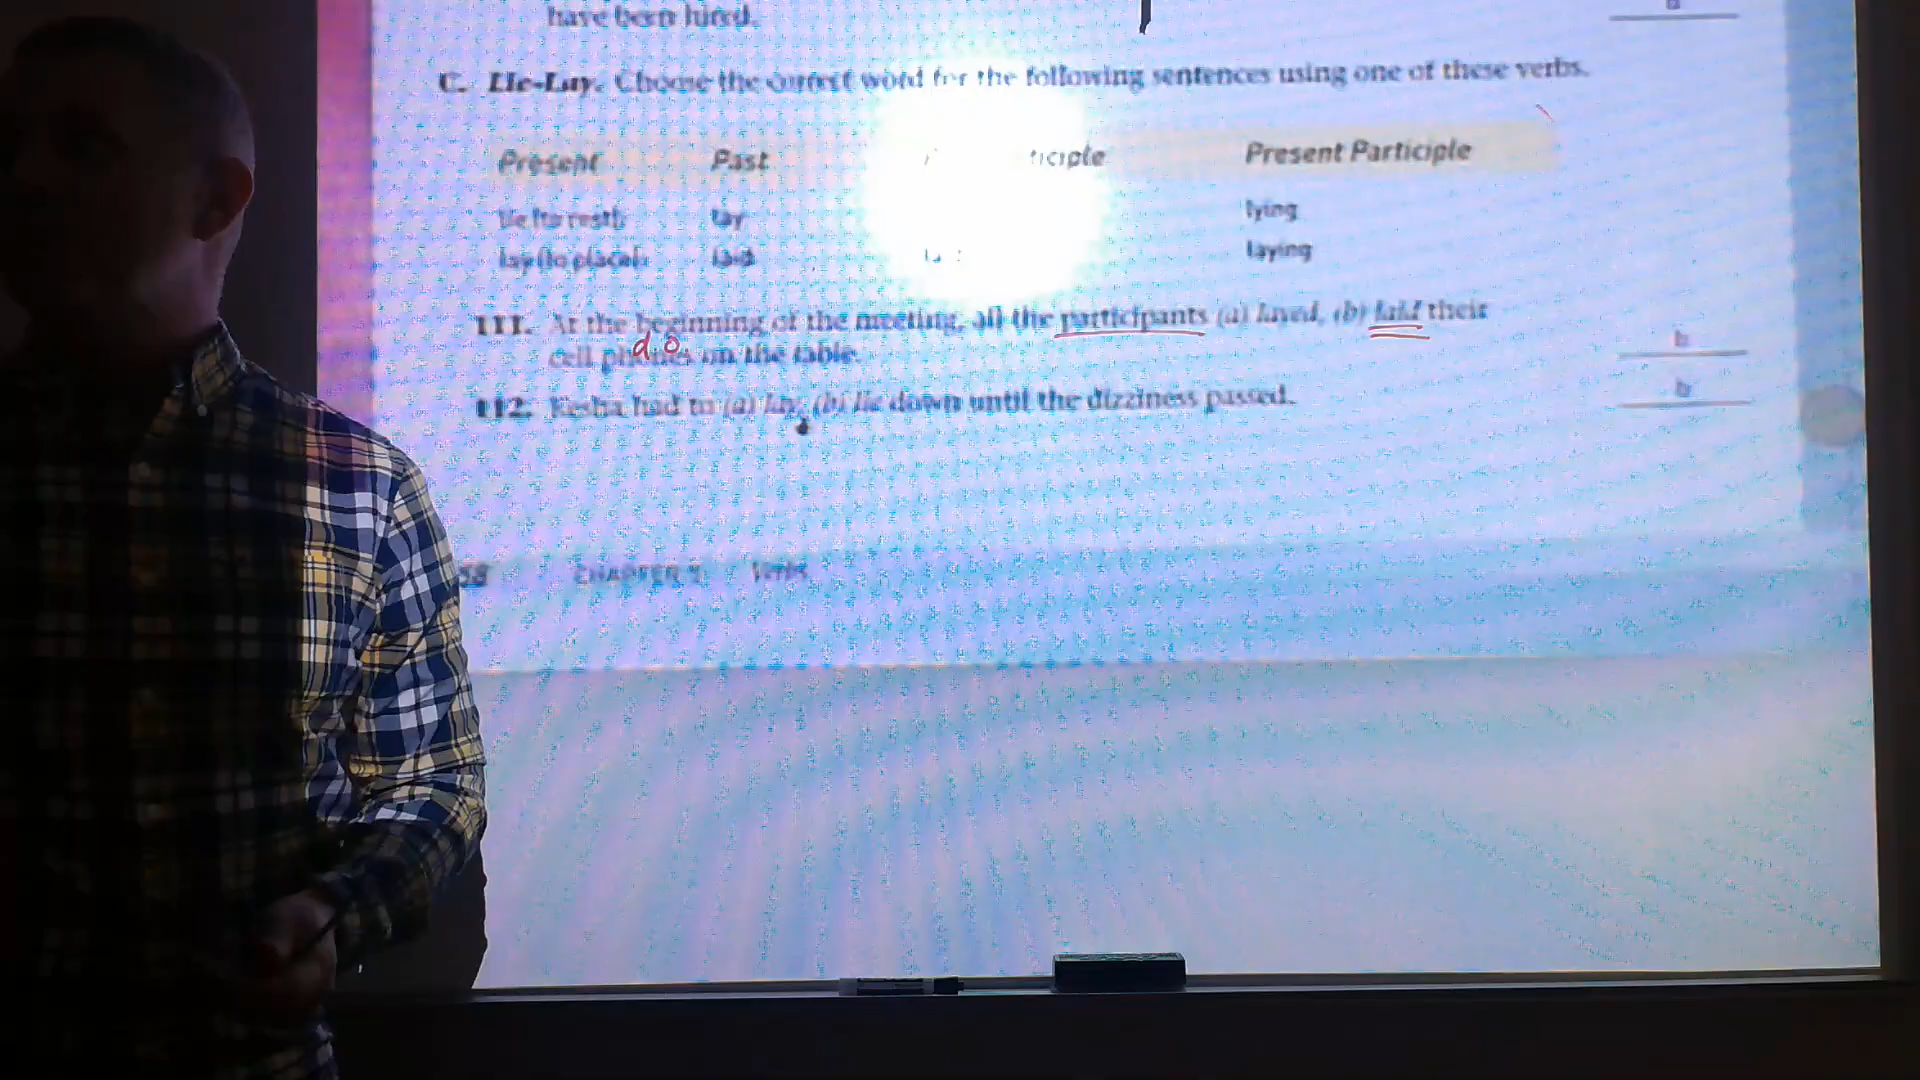 have been hired.
C. Lie-Lay. Choose the correct word for the following sentences using one of these verbs.
Present Past ticiple Present Participle
lie (to rest) lay lying
lay (to place) laid laying
111. At the beginning of the meeting, all the participants (a) layed, (b) laid their
d o
cell phones on the table. b
112. had to (a) lay, (b) lie down until the dizziness passed. b
58 CHAPTER Verbs